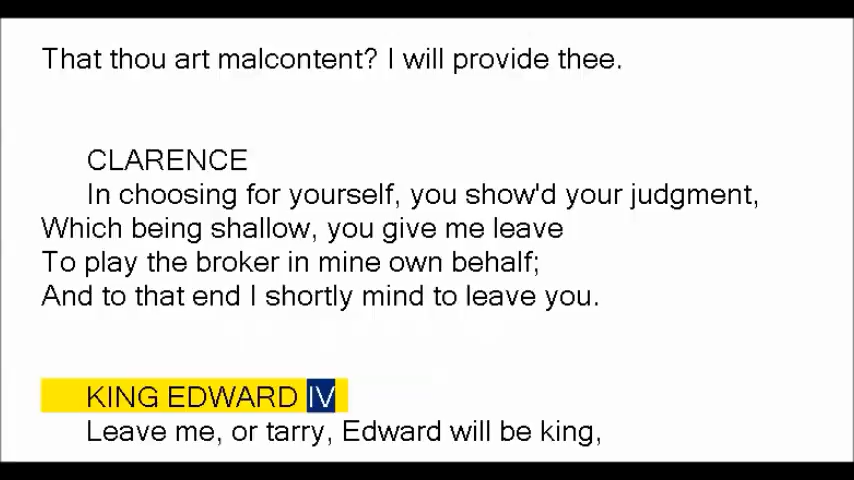 That thou art malcontent? I will provide thee.
CLARENCE
In choosing for yourself, you show'd your judgment,
Which being shallow, you give me leave
To play the broker in mine own behalf;
And to that end I shortly mind to leave you.
KING EDWARD IV
Leave me, or tarry, Edward will be king,